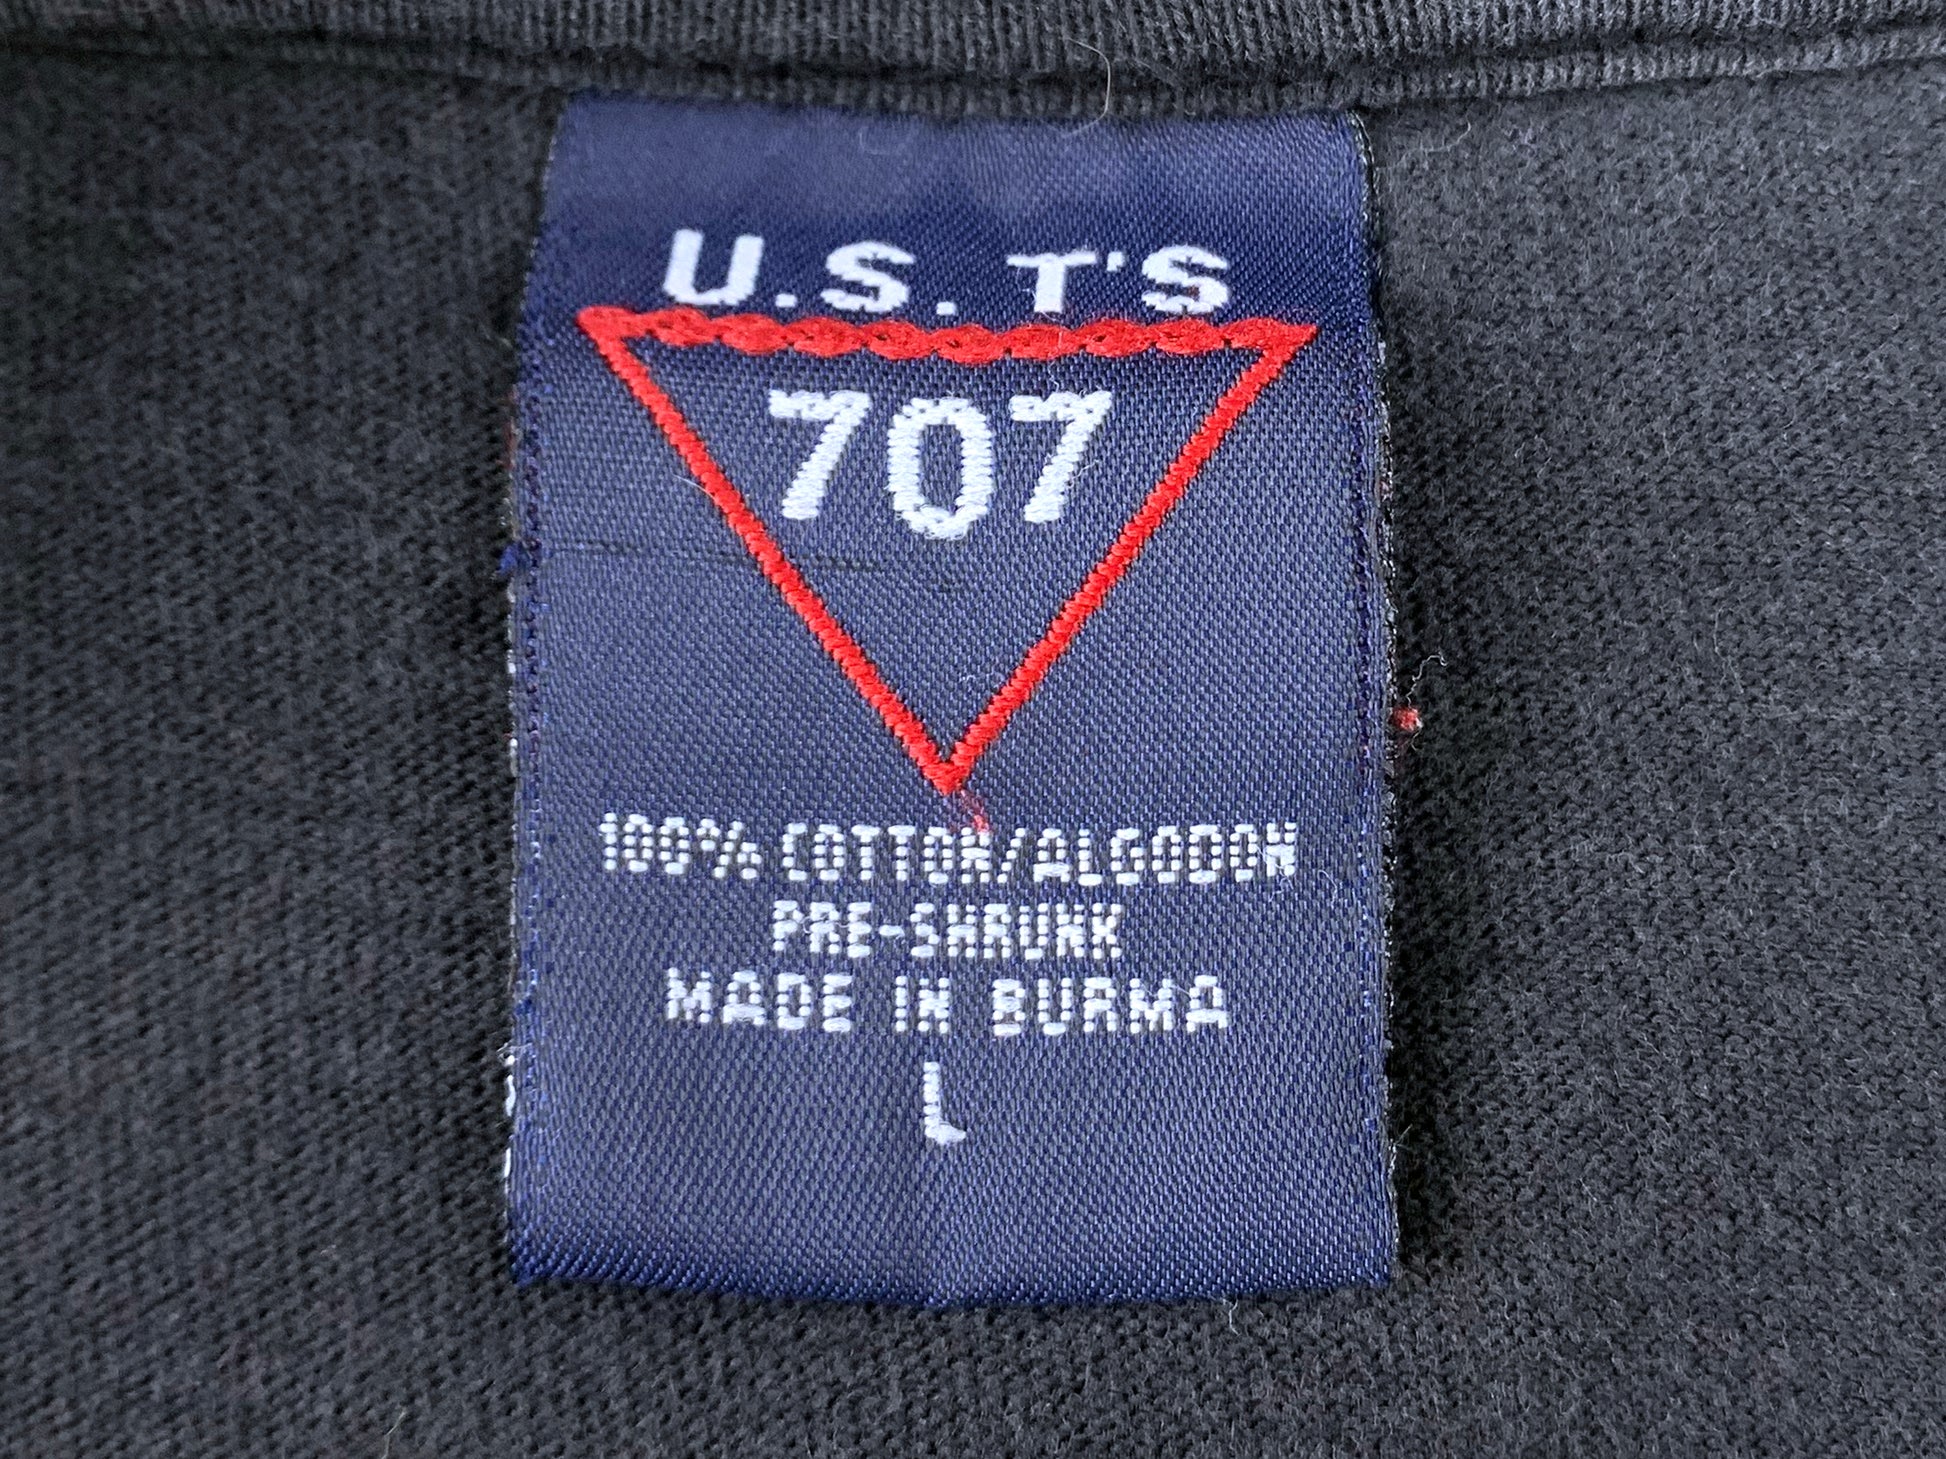 U.S. T'S
707
100% COTTON/ALGODON
PRE-SHRUNK
MADE IN BURMA
L